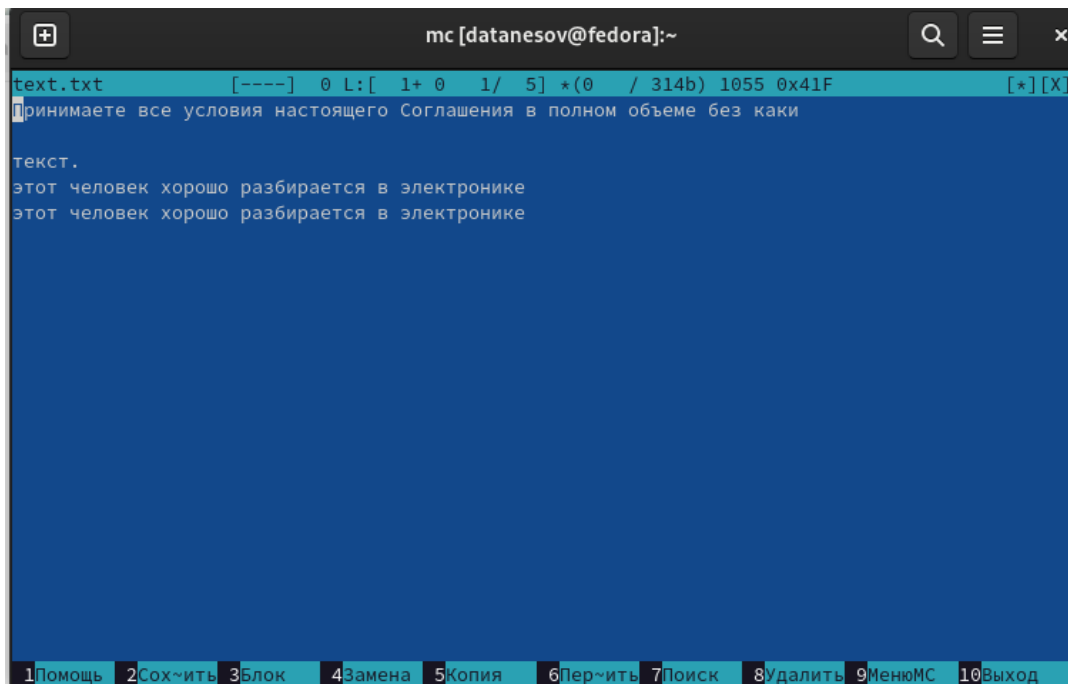 mc [datanesov@fedora]:~
text.txt [----] 0 L:[ 1+ 0 1/ 5] *(0 / 314b) 1055 0x41F [*][X]
Принимаете все условия настоящего Соглашения в полном объеме без каки
текст.
этот человек хорошо разбирается в электронике
этот человек хорошо разбирается в электронике
1Помощь 2Сох~ить 3Блок 4Замена 5Копия 6Пер~ить 7Поиск 8Удалить 9МенюMC 10Выход